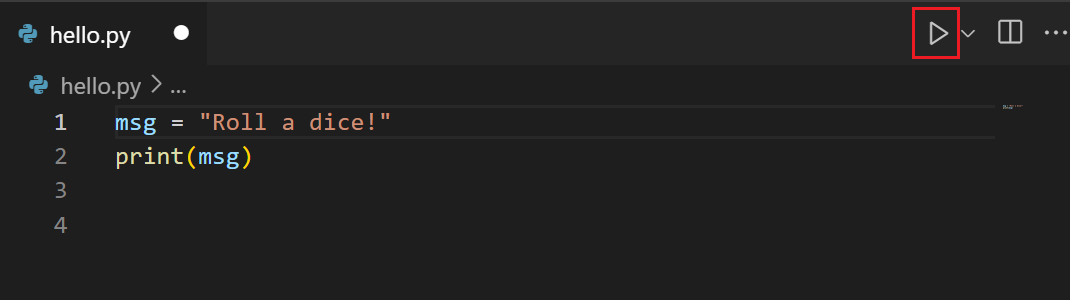 hello.py
hello.py > ...
1 msg = "Roll a dice!"
2 print(msg)
3
4